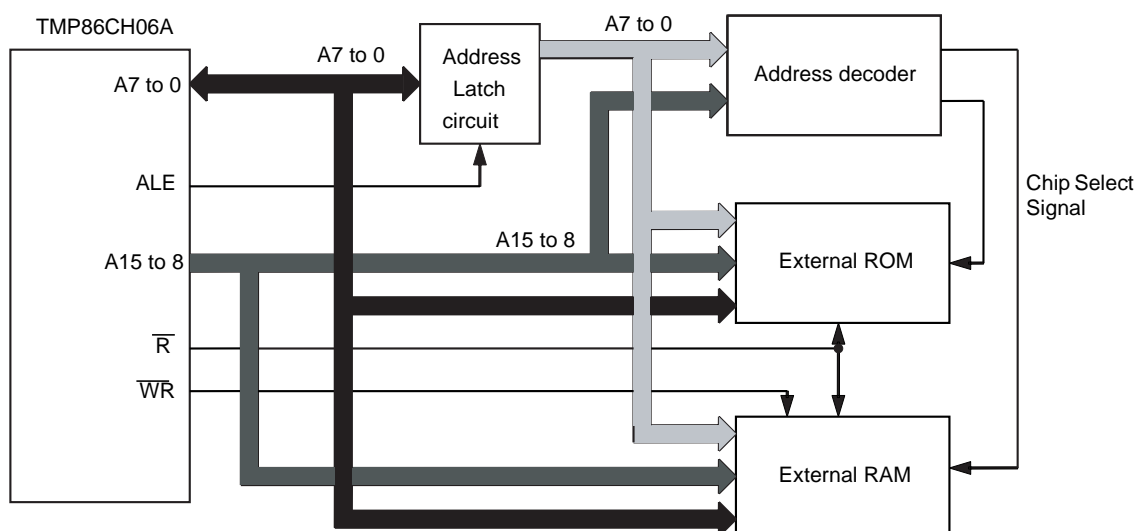 TMP86CH06A
A7 to 0
A7 to 0
A7 to 0
Address
Latch
circuit
Address decoder
ALE
Chip Select
Signal
A15 to 8
A15 to 8
External ROM
R
WR
External RAM